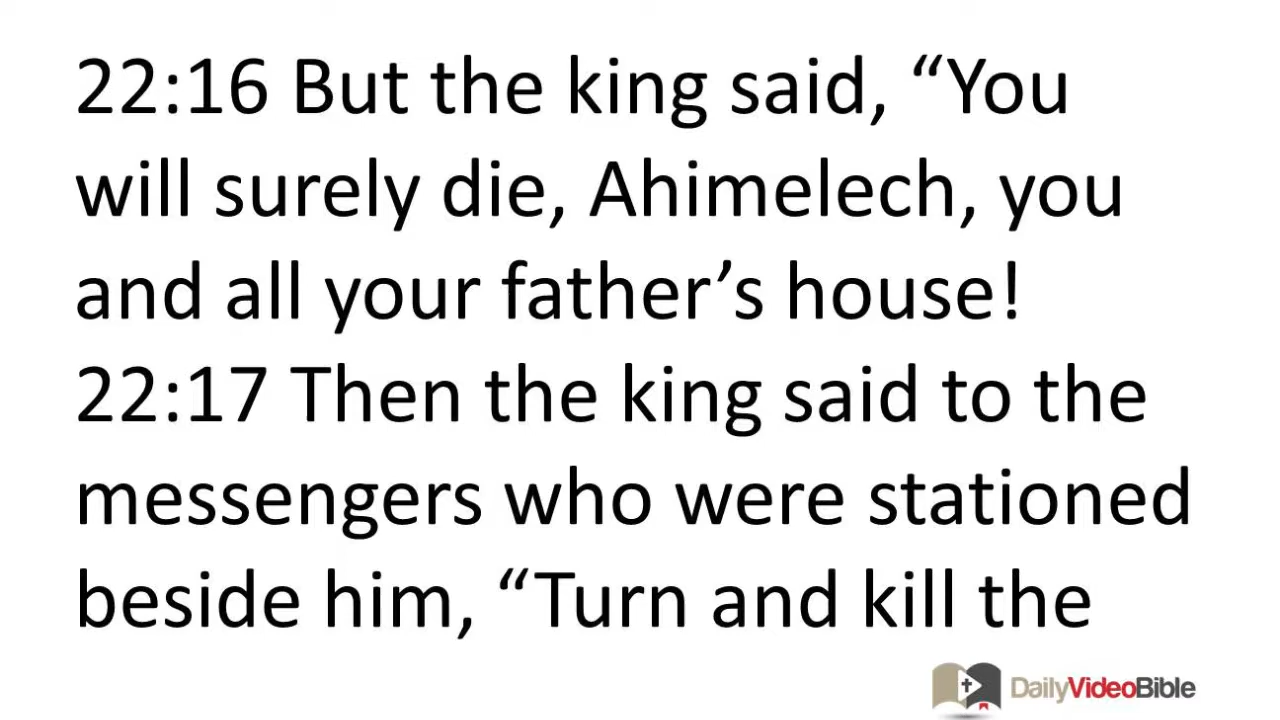 22:16 But the king said, “You
will surely die, Ahimelech, you
and all your father’s house!
22:17 Then the king said to the
messengers who were stationed
beside him, “Turn and kill the
DailyVideoBible